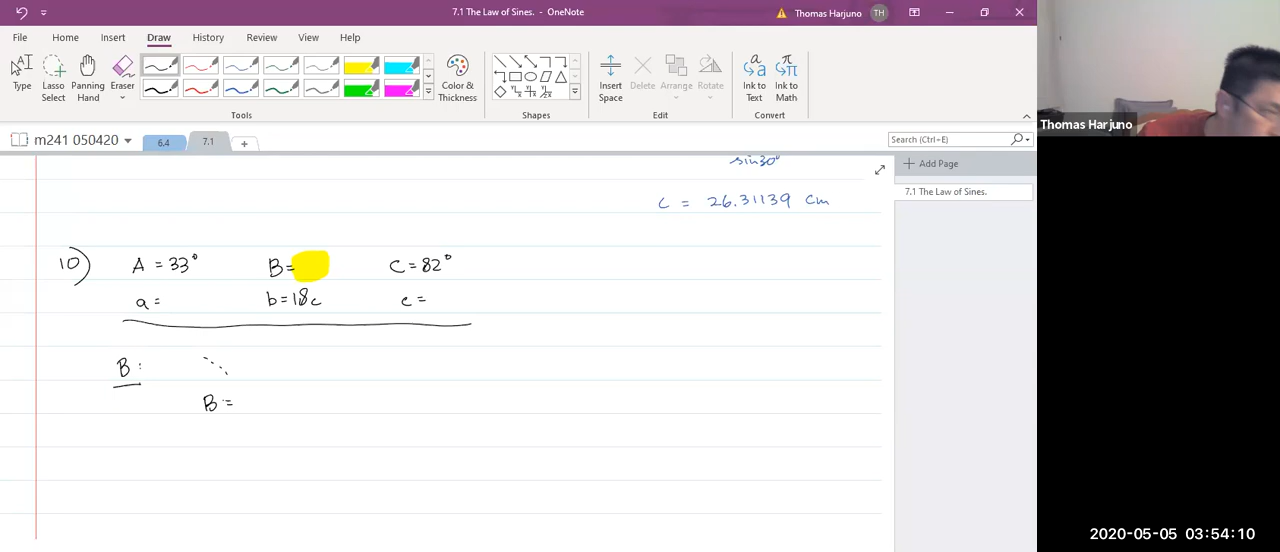 7.1 The Law of Sines. - OneNote
Thomas Harjuno TH
File Home Insert Draw History Review View Help
Type
Lasso Select
Panning Hand
Eraser
Color & Thickness
Insert Space
Delete
Arrange
Rotate
Ink to Text
Ink to Math
Tools Shapes Edit Convert
Thomas Harjuno
m241 050420 6.4 7.1
Search (Ctrl+E)
Add Page
7.1 The Law of Sines.
sin30°
c = 26.31139 cm
10) A = 33° B= C = 82°
a = b = 18c c =
B:
B =
2020-05-05 03:54:10